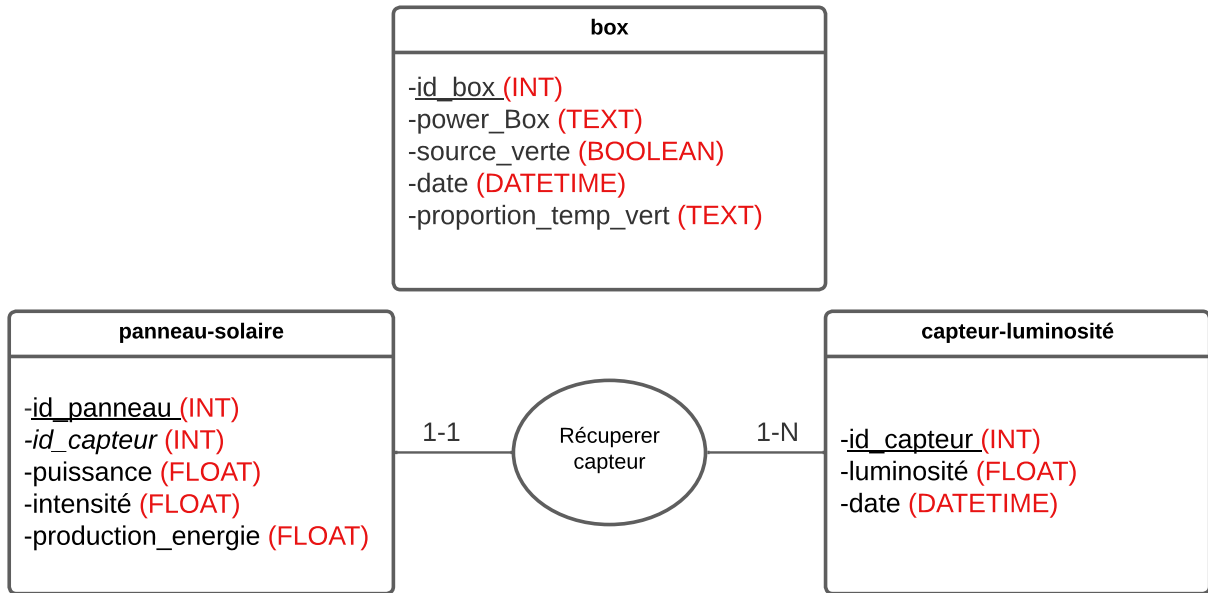 box
-id_box (INT)
-power_Box (TEXT)
-source_verte (BOOLEAN)
-date (DATETIME)
-proportion_temp_vert (TEXT)
panneau-solaire
-id_panneau (INT)
-id_capteur (INT)
-puissance (FLOAT)
-intensité (FLOAT)
-production_energie (FLOAT)
1-1
Récuperer
capteur
1-N
capteur-luminosité
-id_capteur (INT)
-luminosité (FLOAT)
-date (DATETIME)